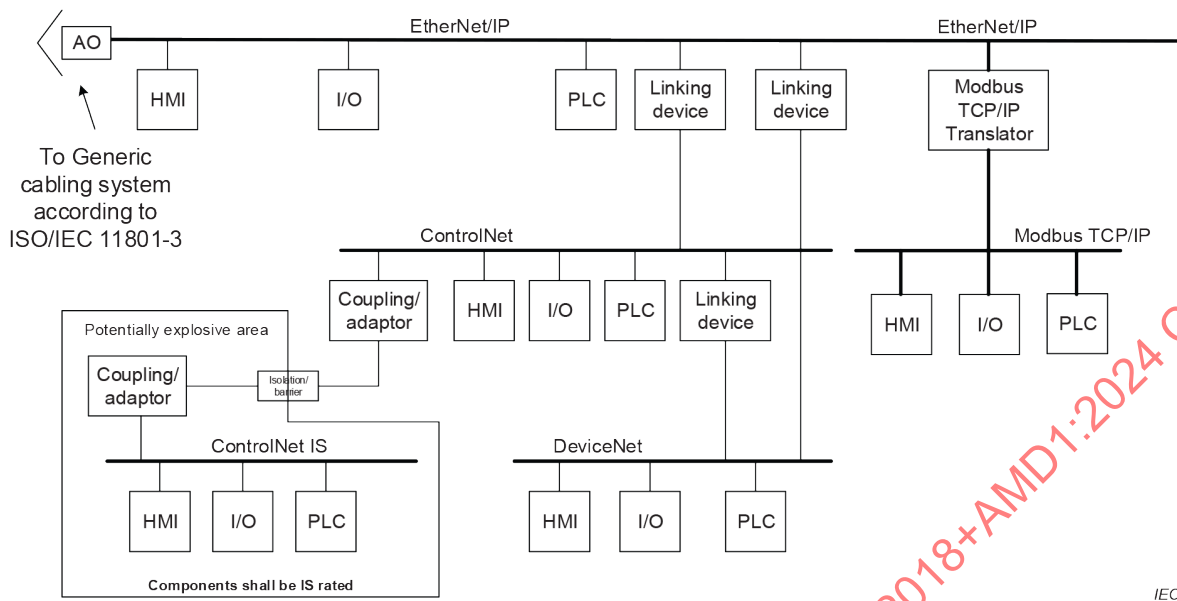 EtherNet/IP
EtherNet/IP
AO
HMI
I/O
PLC
Linking
device
Linking
device
Modbus
TCP/IP
Translator
To Generic
cabling system
according to
ISO/IEC 11801-3
ControlNet
Modbus TCP/IP
Coupling/
adaptor
HMI
I/O
PLC
Linking
device
HMI
I/O
PLC
Potentially explosive area
Coupling/
adaptor
Isolation/
barrier
ControlNet IS
DeviceNet
HMI
I/O
PLC
HMI
I/O
PLC
Components shall be IS rated
2018+AMD1:2024 C
IEC